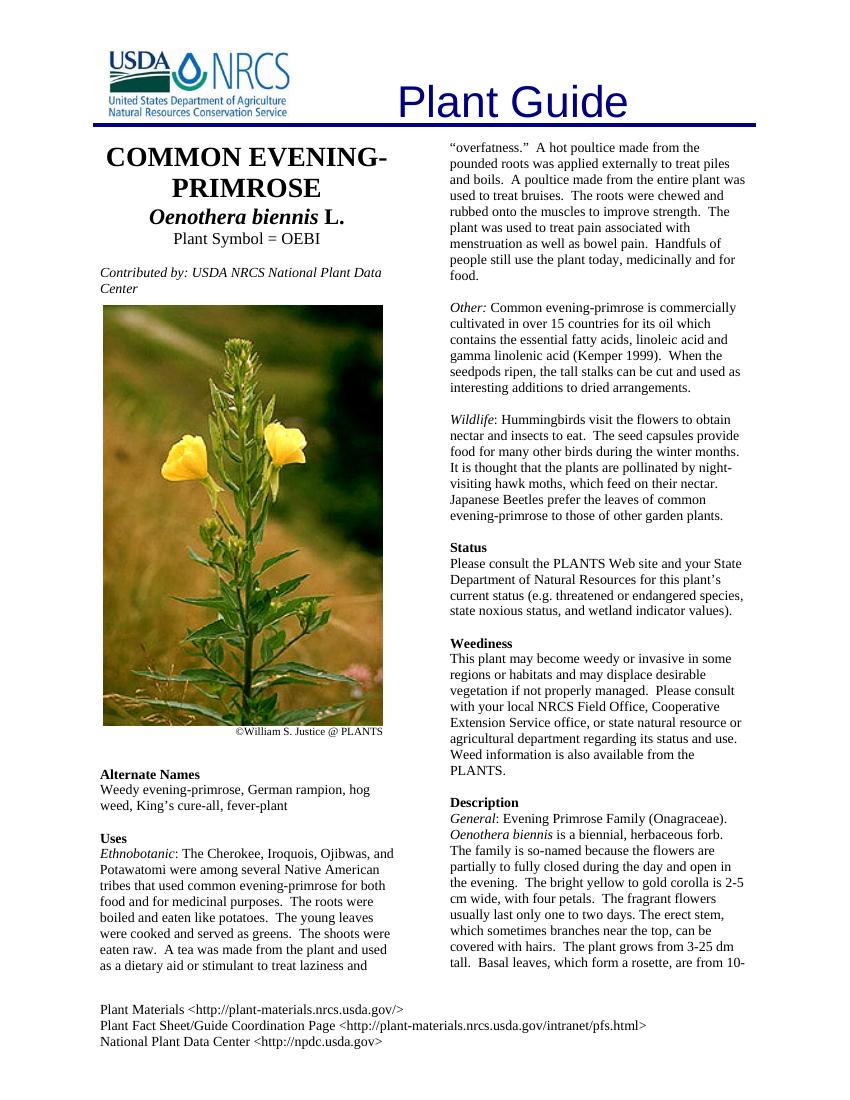 USDA NRCS
United States Department of Agriculture
Natural Resources Conservation Service
Plant Guide
COMMON EVENING-
PRIMROSE
Oenothera biennis L.
Plant Symbol = OEBI
Contributed by: USDA NRCS National Plant Data
Center
©William S. Justice @ PLANTS
Alternate Names
Weedy evening-primrose, German rampion, hog
weed, King’s cure-all, fever-plant
Uses
Ethnobotanic: The Cherokee, Iroquois, Ojibwas, and
Potawatomi were among several Native American
tribes that used common evening-primrose for both
food and for medicinal purposes.  The roots were
boiled and eaten like potatoes.  The young leaves
were cooked and served as greens.  The shoots were
eaten raw.  A tea was made from the plant and used
as a dietary aid or stimulant to treat laziness and
“overfatness.”  A hot poultice made from the
pounded roots was applied externally to treat piles
and boils.  A poultice made from the entire plant was
used to treat bruises.  The roots were chewed and
rubbed onto the muscles to improve strength.  The
plant was used to treat pain associated with
menstruation as well as bowel pain.  Handfuls of
people still use the plant today, medicinally and for
food.
Other: Common evening-primrose is commercially
cultivated in over 15 countries for its oil which
contains the essential fatty acids, linoleic acid and
gamma linolenic acid (Kemper 1999).  When the
seedpods ripen, the tall stalks can be cut and used as
interesting additions to dried arrangements.
Wildlife: Hummingbirds visit the flowers to obtain
nectar and insects to eat.  The seed capsules provide
food for many other birds during the winter months.
It is thought that the plants are pollinated by night-
visiting hawk moths, which feed on their nectar.
Japanese Beetles prefer the leaves of common
evening-primrose to those of other garden plants.
Status
Please consult the PLANTS Web site and your State
Department of Natural Resources for this plant’s
current status (e.g. threatened or endangered species,
state noxious status, and wetland indicator values).
Weediness
This plant may become weedy or invasive in some
regions or habitats and may displace desirable
vegetation if not properly managed.  Please consult
with your local NRCS Field Office, Cooperative
Extension Service office, or state natural resource or
agricultural department regarding its status and use.
Weed information is also available from the
PLANTS.
Description
General: Evening Primrose Family (Onagraceae).
Oenothera biennis is a biennial, herbaceous forb.
The family is so-named because the flowers are
partially to fully closed during the day and open in
the evening.  The bright yellow to gold corolla is 2-5
cm wide, with four petals.  The fragrant flowers
usually last only one to two days. The erect stem,
which sometimes branches near the top, can be
covered with hairs.  The plant grows from 3-25 dm
tall.  Basal leaves, which form a rosette, are from 10-
Plant Materials <http://plant-materials.nrcs.usda.gov/>
Plant Fact Sheet/Guide Coordination Page <http://plant-materials.nrcs.usda.gov/intranet/pfs.html>
National Plant Data Center <http://npdc.usda.gov>